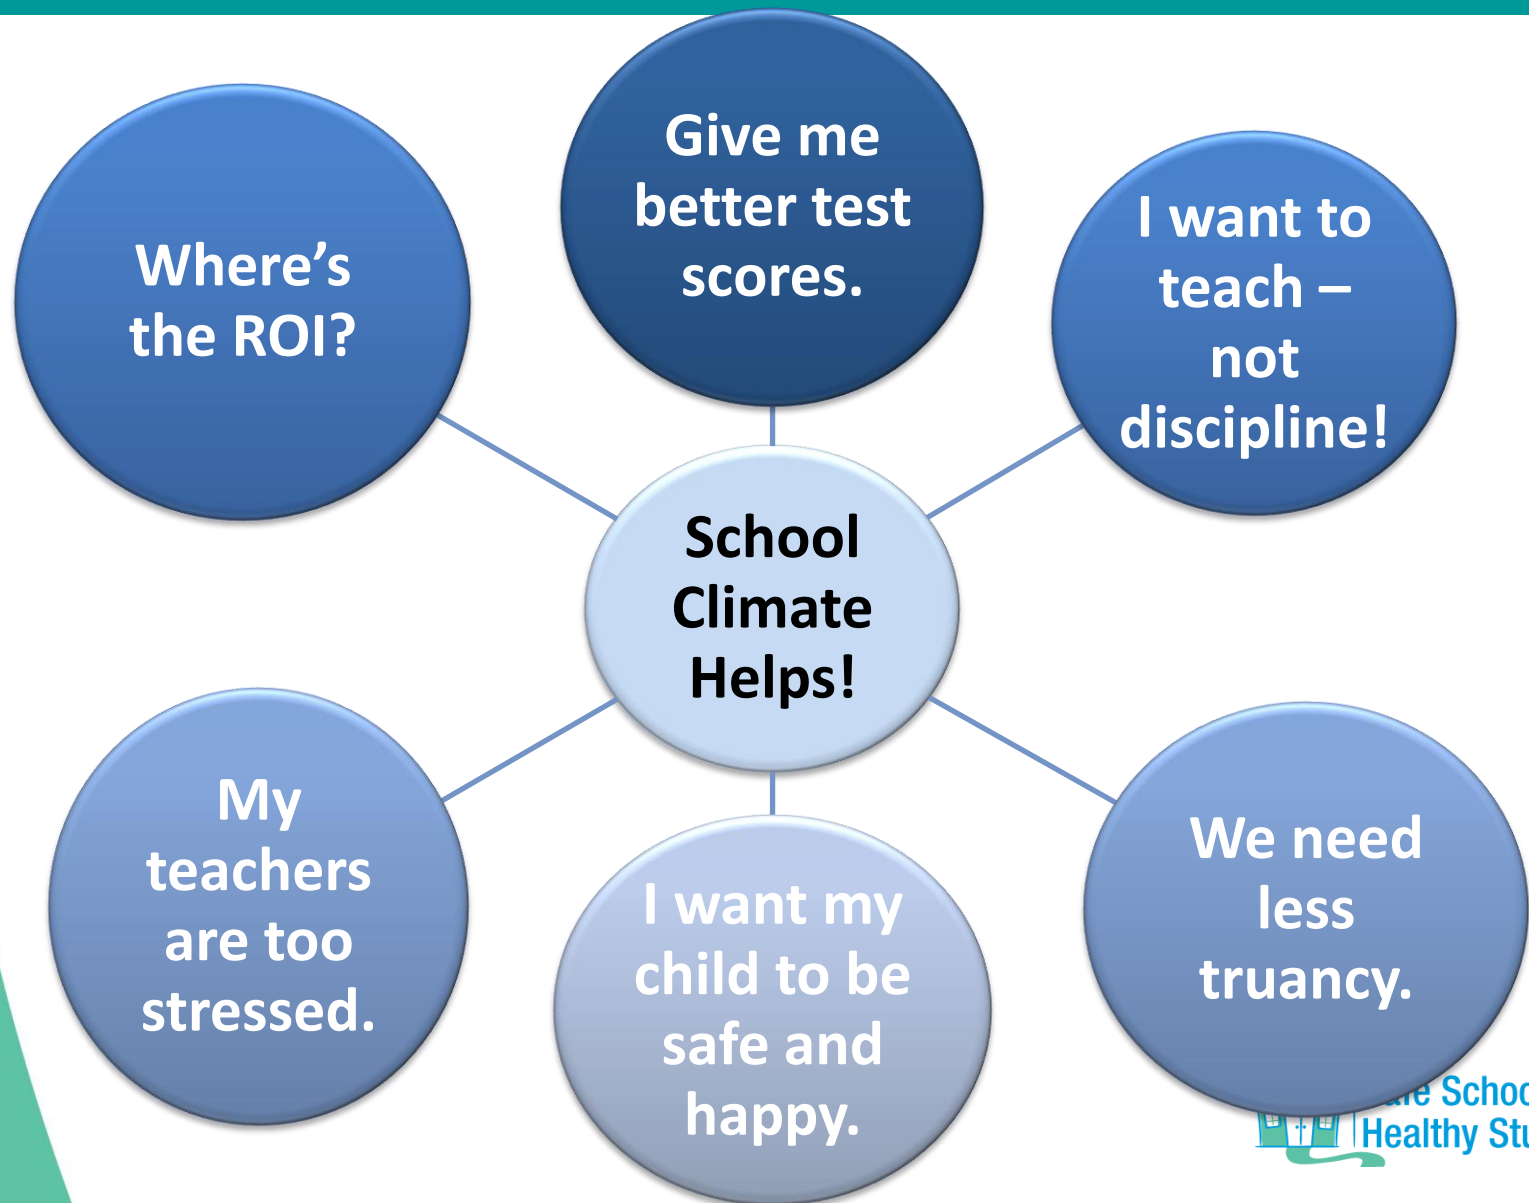 Give me
better test
scores.
Where’s
the ROI?
I want to
teach –
not
discipline!
School
Climate
Helps!
My
teachers
are too
stressed.
I want my
child to be
safe and
happy.
We need
less
truancy.
Healthy